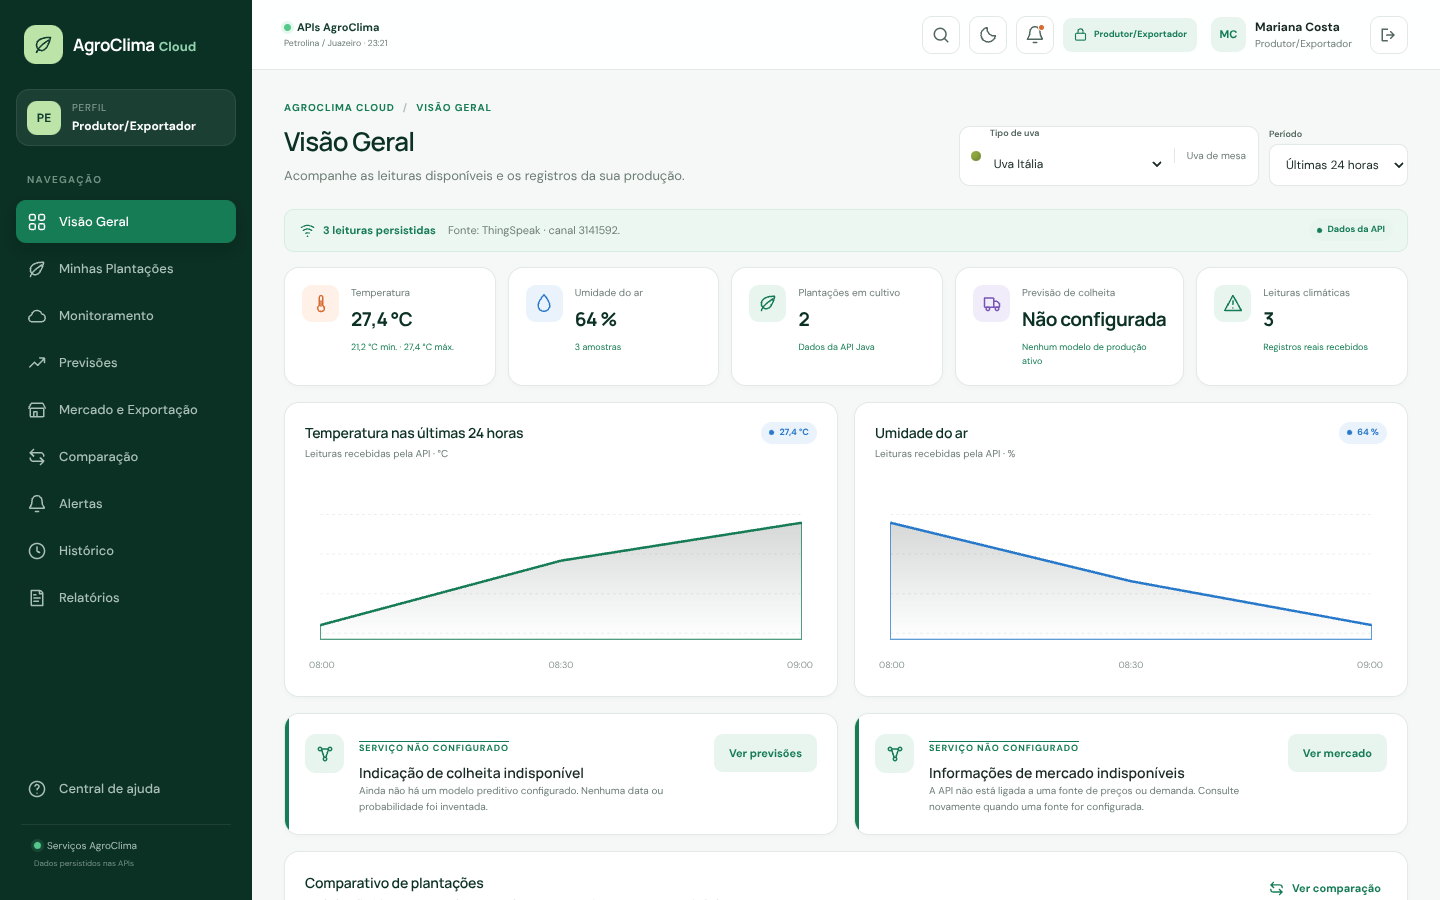 AgroClima Cloud
PE
PERFIL
Produtor/Exportador
NAVEGAÇÃO
Visão Geral
Minhas Plantações
Monitoramento
Previsões
Mercado e Exportação
Comparação
Alertas
Histórico
Relatórios
Central de ajuda
Serviços AgroClima
Dados persistidos nas APIs
APIs AgroClima
Petrolina / Juazeiro · 23:21
Produtor/Exportador
MC
Mariana Costa
Produtor/Exportador
AGROCLIMA CLOUD / VISÃO GERAL
Visão Geral
Acompanhe as leituras disponíveis e os registros da sua produção.
Tipo de uva
Uva Itália
Uva de mesa
Período
Últimas 24 horas
3 leituras persistidas
Fonte: ThingSpeak · canal 3141592.
Dados da API
Temperatura
27,4 °C
21,2 °C mín. · 27,4 °C máx.
Umidade do ar
64 %
3 amostras
Plantações em cultivo
2
Dados da API Java
Previsão de colheita
Não configurada
Nenhum modelo de produção
ativo
Leituras climáticas
3
Registros reais recebidos
Temperatura nas últimas 24 horas
Leituras recebidas pela API · °C
27,4 °C
08:00
08:30
09:00
Umidade do ar
Leituras recebidas pela API · %
64 %
08:00
08:30
09:00
SERVIÇO NÃO CONFIGURADO
Indicação de colheita indisponível
Ainda não há um modelo preditivo configurado. Nenhuma data ou
probabilidade foi inventada.
Ver previsões
SERVIÇO NÃO CONFIGURADO
Informações de mercado indisponíveis
A API não está ligada a uma fonte de preços ou demanda. Consulte
novamente quando uma fonte for configurada.
Ver mercado
Comparativo de plantações
Ver comparação